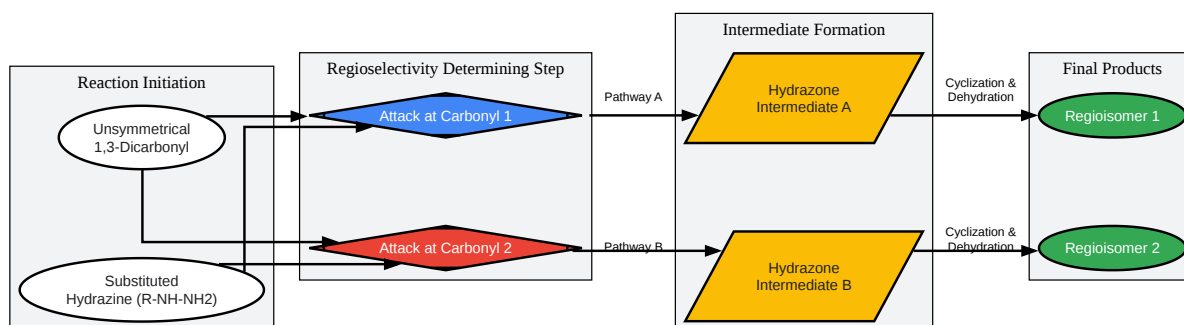 Reaction Initiation
Unsymmetrical
1,3-Dicarbonyl
Substituted
Hydrazine (R-NH-NH2)
Regioselectivity Determining Step
Attack at Carbonyl 1
Attack at Carbonyl 2
Pathway A
Pathway B
Intermediate Formation
Hydrazone
Intermediate A
Hydrazone
Intermediate B
Cyclization &
Dehydration
Cyclization &
Dehydration
Final Products
Regioisomer 1
Regioisomer 2